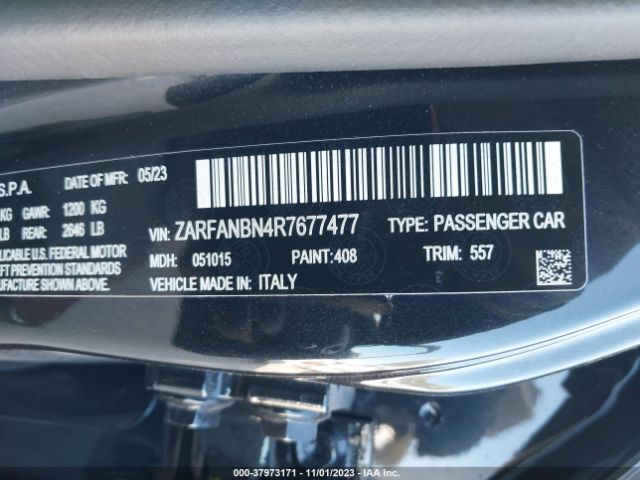 S.P.A. DATE OF MFR: 05/23
KG GAWR: 1200 KG
LB REAR: 2646 LB
PLICABLE U.S. FEDERAL MOTOR
FT PREVENTION STANDARDS
NUFACTURE SHOWN ABOVE.
VIN: ZARFANBN4R7677477 TYPE: PASSENGER CAR
MDH: 051015 PAINT: 408 TRIM: 557
VEHICLE MADE IN: ITALY
000-37973171 - 11/01/2023 - IAA Inc.